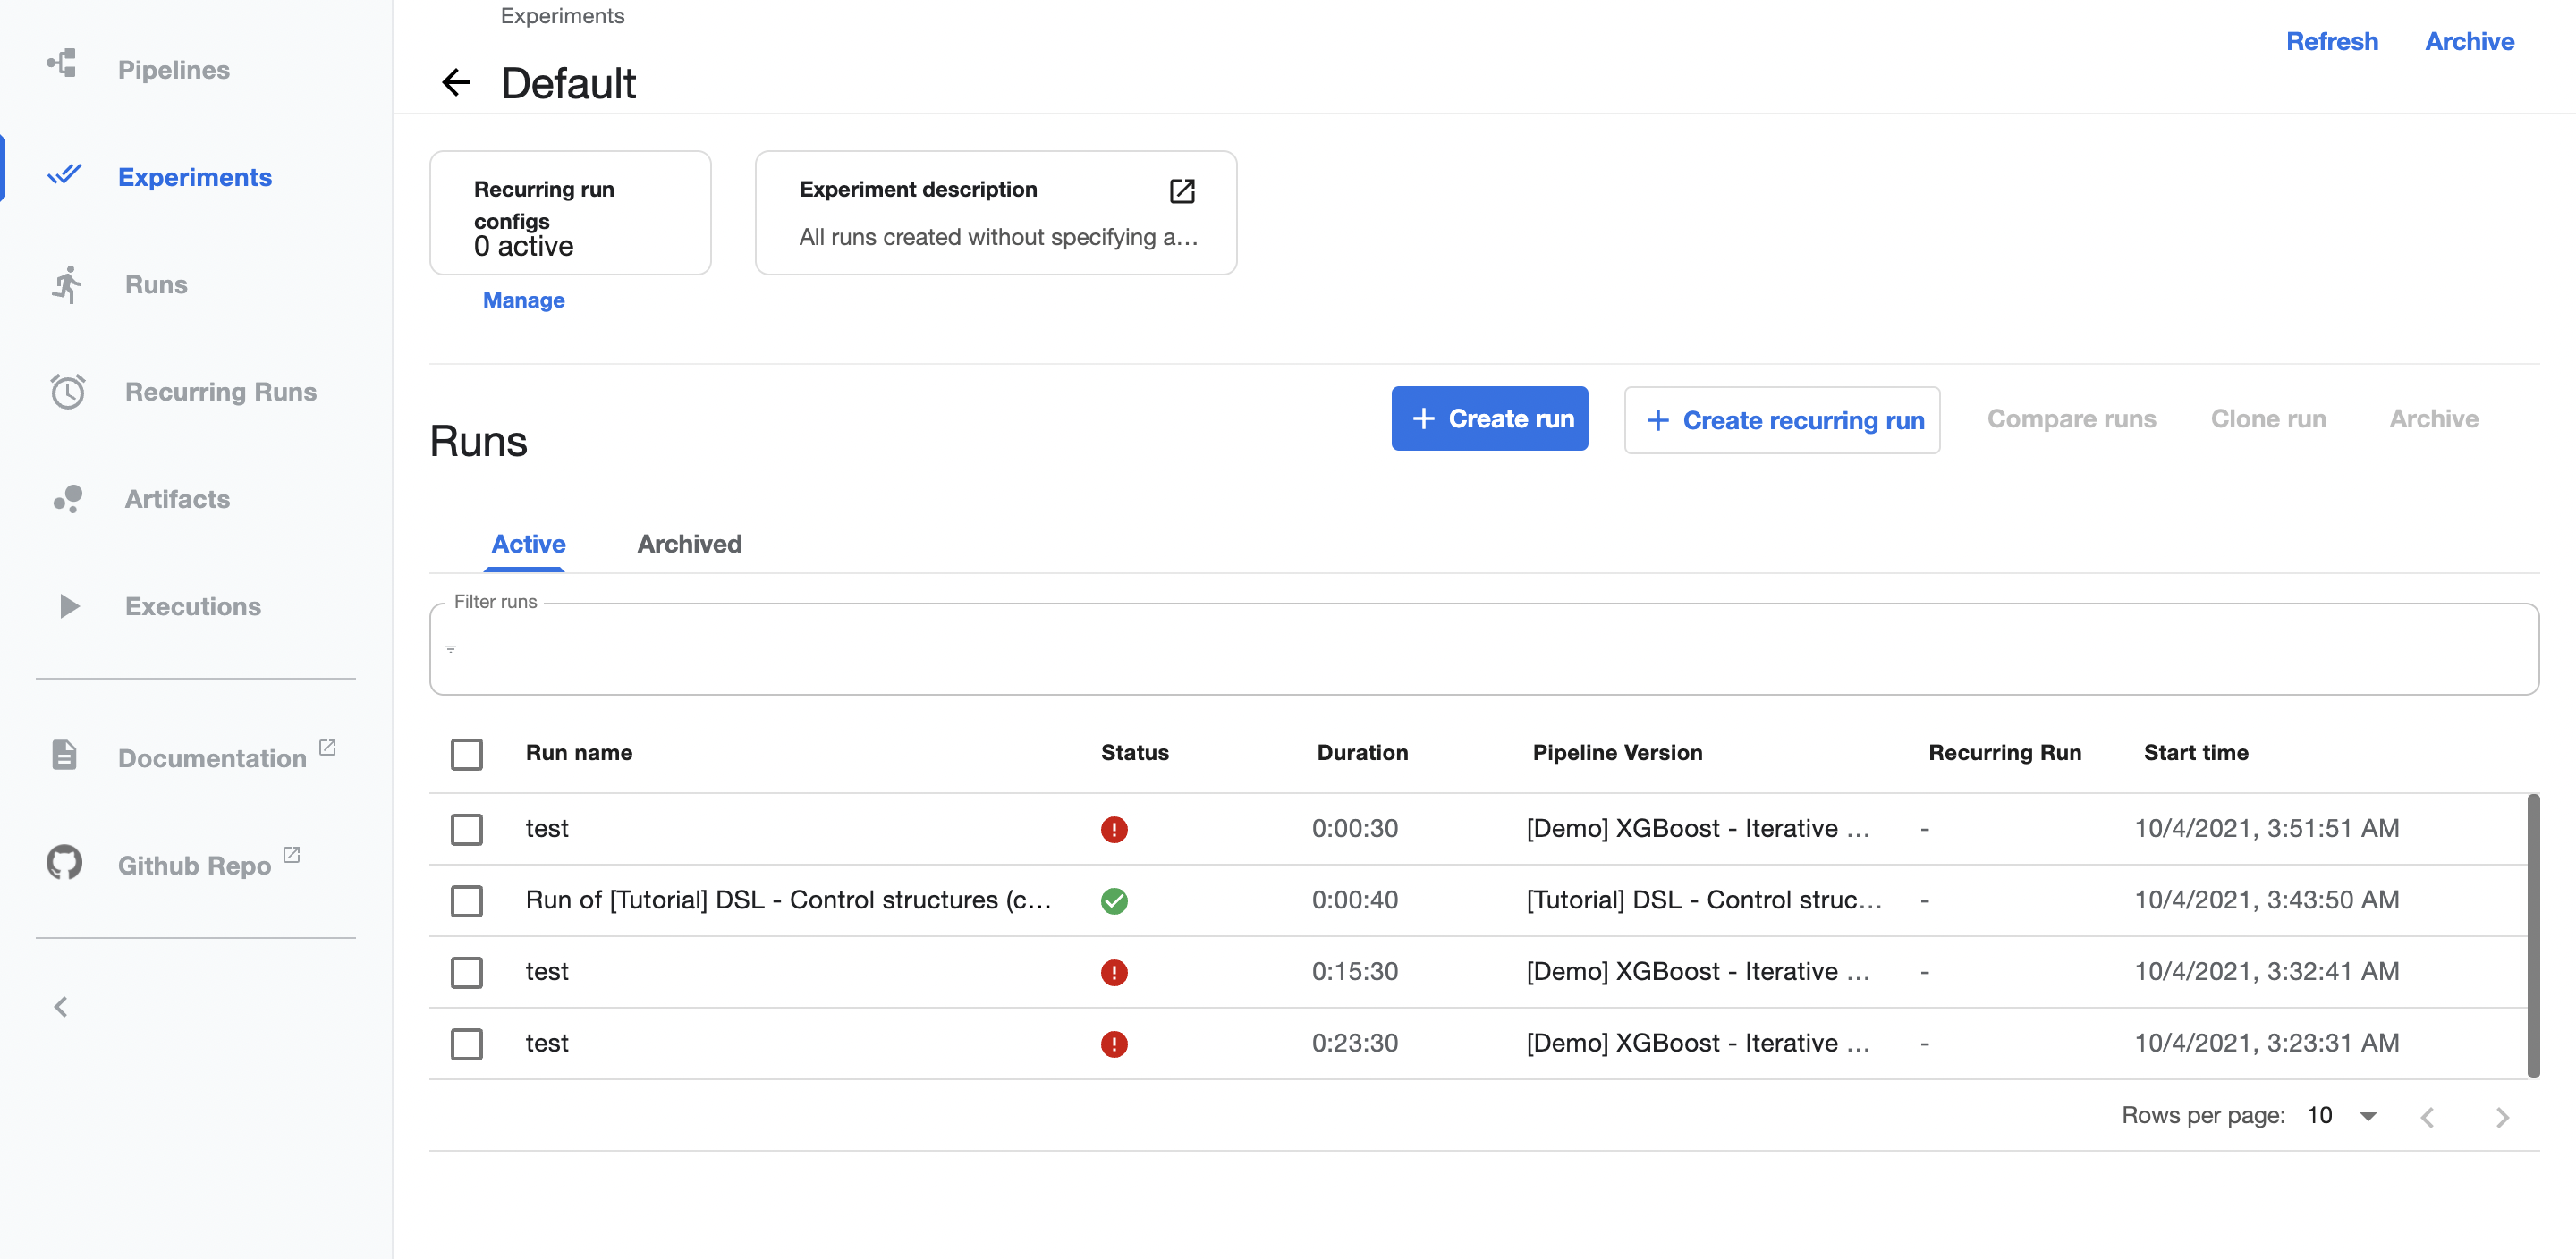 Pipelines
Experiments
Runs
Recurring Runs
Artifacts
Executions
Documentation
Github Repo
Experiments
Default
Refresh Archive
Recurring run
configs
0 active
Manage
Experiment description
All runs created without specifying a...
Runs
+ Create run + Create recurring run Compare runs Clone run Archive
Active Archived
Filter runs
Run name Status Duration Pipeline Version Recurring Run Start time
test 0:00:30 [Demo] XGBoost - Iterative ... - 10/4/2021, 3:51:51 AM
Run of [Tutorial] DSL - Control structures (c... 0:00:40 [Tutorial] DSL - Control struc... - 10/4/2021, 3:43:50 AM
test 0:15:30 [Demo] XGBoost - Iterative ... - 10/4/2021, 3:32:41 AM
test 0:23:30 [Demo] XGBoost - Iterative ... - 10/4/2021, 3:23:31 AM
Rows per page: 10